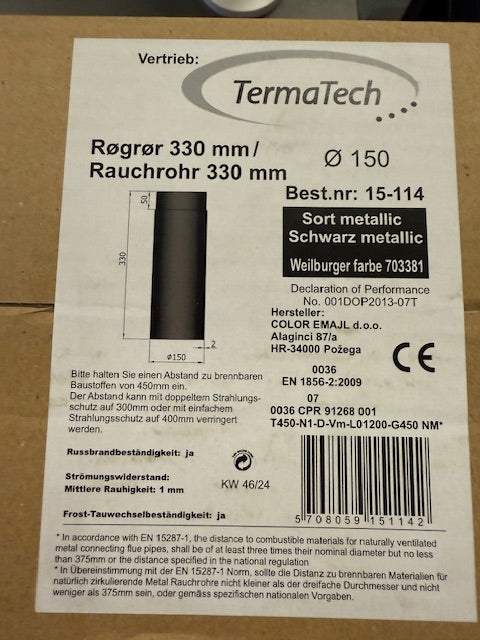 Vertrieb:
TermaTech
Røgrør 330 mm/
Rauchrohr 330 mm
Ø 150
Best.nr: 15-114
Sort metallic
Schwarz metallic
Weilburger farbe 703381
Declaration of Performance
No. 001DOP2013-07T
Hersteller:
COLOR EMAJL d.o.o.
Alaginci 87/a
HR-34000 Požega
CE
0036
EN 1856-2:2009
07
0036 CPR 91268 001
T450-N1-D-Vm-L01200-G450 NM*
50
330
2
ø150
Bitte halten Sie einen Abstand zu brennbaren
Baustoffen von 450mm ein.
Der Abstand kann mit doppeltem Strahlungs-
schutz auf 300mm oder mit einfachem
Strahlungsschutz auf 400mm verringert
werden.
Russbrandbeständigkeit: ja
Strömungswiderstand:
Mittlere Rauhigkeit: 1 mm
Frost-Tauwechselbeständigkeit: ja
KW 46/24
5 708059 151142
* In accordance with EN 15287-1, the distance to combustible materials for naturally ventilated
metal connecting flue pipes, shall be of at least three times their nominal diameter but no less
than 375mm or the distance specified in the national regulation
* In Übereinstimmung mit der EN 15287-1 Norm, sollte die Distanz zu brennbaren Materialien für
natürlich zirkulierende Metal Rauchrohre nicht kleiner als der dreifache Durchmesser und nicht
weniger als 375mm sein, oder gemäss spezifischen nationalen Vorgaben.